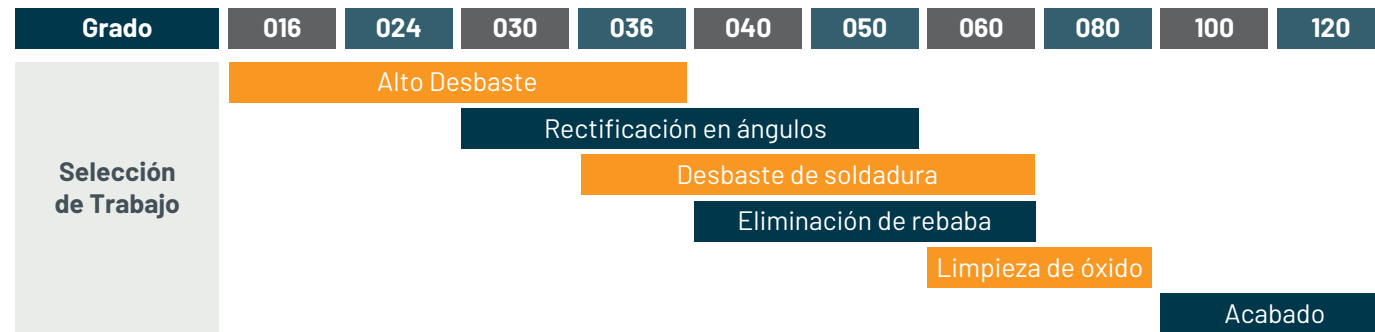 Grado 016 024 030 036 040 050 060 080 100 120
Alto Desbaste
Rectificación en ángulos
Selección
de Trabajo
Desbaste de soldadura
Eliminación de rebaba
Limpieza de óxido
Acabado